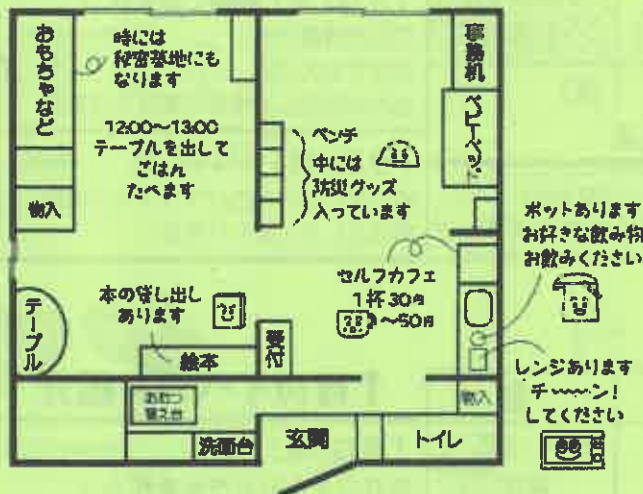 おもちゃなど
時には
秘密基地にも
なります
12:00〜13:00
テーブルを出して
ごはん
たべます
物入
ベンチ
中には
防災グッズ
入っています
事務机
ベビーベッド
ポットあります
お好きな飲み物
お飲みください
セルフカフェ
1杯30円
〜50円
本の貸し出し
あります
テーブル
絵本
受付
レンジあります
チ〜〜ン!
してください
物入
おむつ
替え台
洗面台
玄関
トイレ